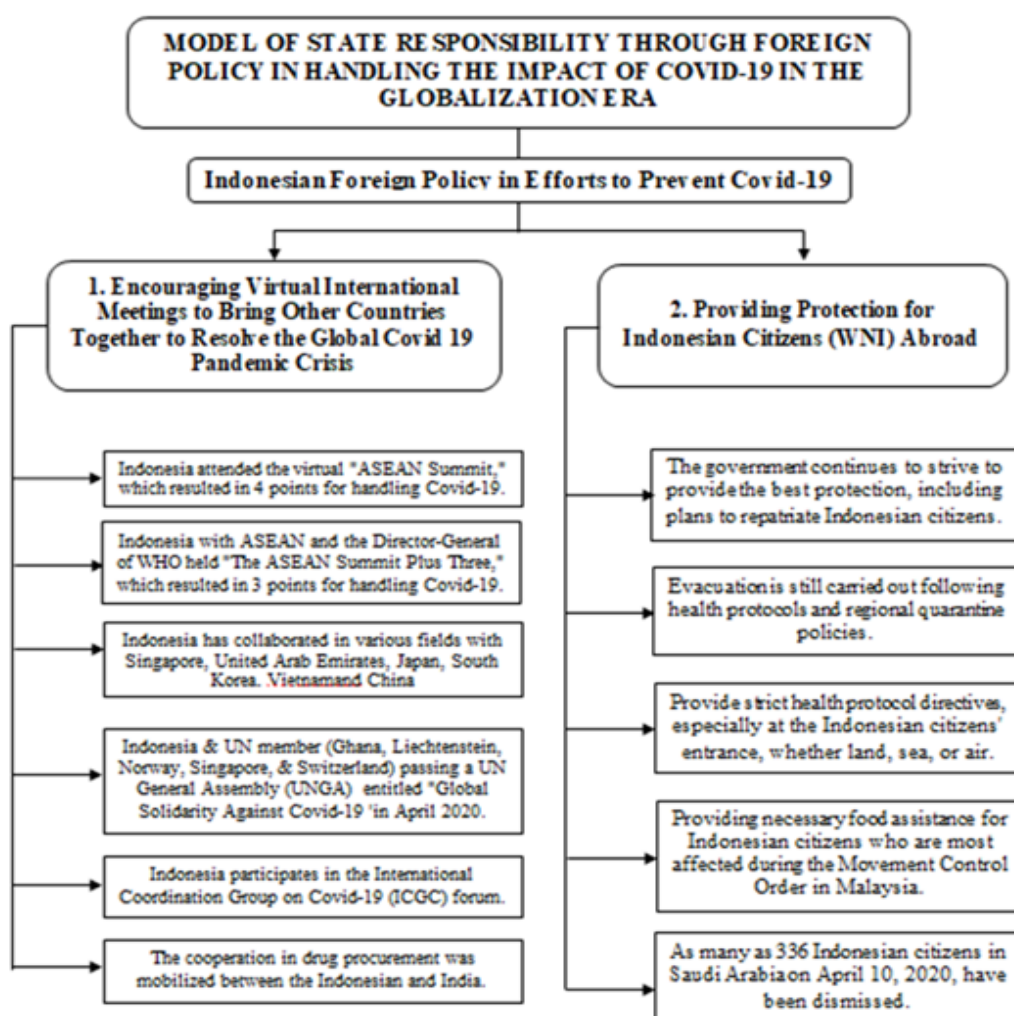 MODEL OF STATE RESPONSIBILITY THROUGH FOREIGN
POLICY IN HANDLING THE IMPACT OF COVID-19 IN THE
GLOBALIZATION ERA
Indonesian Foreign Policy in Efforts to Prevent Covid-19
1. Encouraging Virtual International
Meetings to Bring Other Countries
Together to Resolve the Global Covid 19
Pandemic Crisis
Indonesia attended the virtual "ASEAN Summit,"
which resulted in 4 points for handling Covid-19.
Indonesia with ASEAN and the Director-General
of WHO held "The ASEAN Summit Plus Three,"
which resulted in 3 points for handling Covid-19.
Indonesia has collaborated in various fields with
Singapore, United Arab Emirates, Japan, South
Korea. Vietnamand China
Indonesia & UN member (Ghana, Liechtenstein,
Norway, Singapore, & Switzerland) passing a UN
General Assembly (UNGA) entitled "Global
Solidarity Against Covid-19 'in April 2020.
Indonesia participates in the International
Coordination Group on Covid-19 (ICGC) forum.
The cooperation in drug procurement was
mobilized between the Indonesian and India.
2. Providing Protection for
Indonesian Citizens (WNI) Abroad
The government continues to strive to
provide the best protection, including
plans to repatriate Indonesian citizens.
Evacuation is still carried out following
health protocols and regional quarantine
policies.
Provide strict health protocol directives,
especially at the Indonesian citizens'
entrance, whether land, sea, or air.
Providing necessary food assistance for
Indonesian citizens who are most
affected during the Movement Control
Order in Malaysia.
As many as 336 Indonesian citizens in
Saudi Arabiaon April 10, 2020, have
been dismissed.